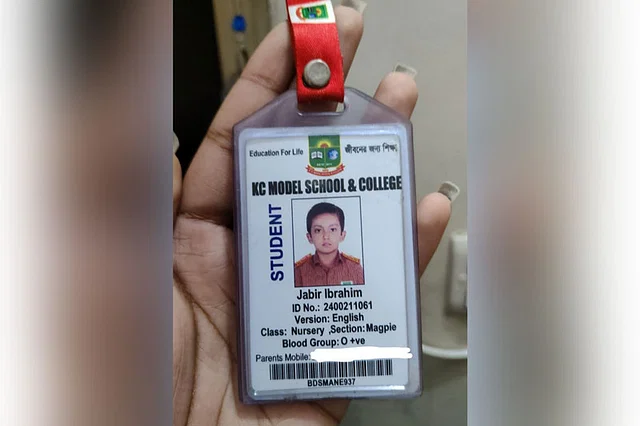 Education For Life
জীবনের জন্য শিক্ষা
KC MODEL SCHOOL & COLLEGE
STUDENT
Jabir Ibrahim
ID No.: 2400211061
Version: English
Class: Nursery ,Section:Magpie
Blood Group: O +ve
Parents Mobile:
BDSMANE937